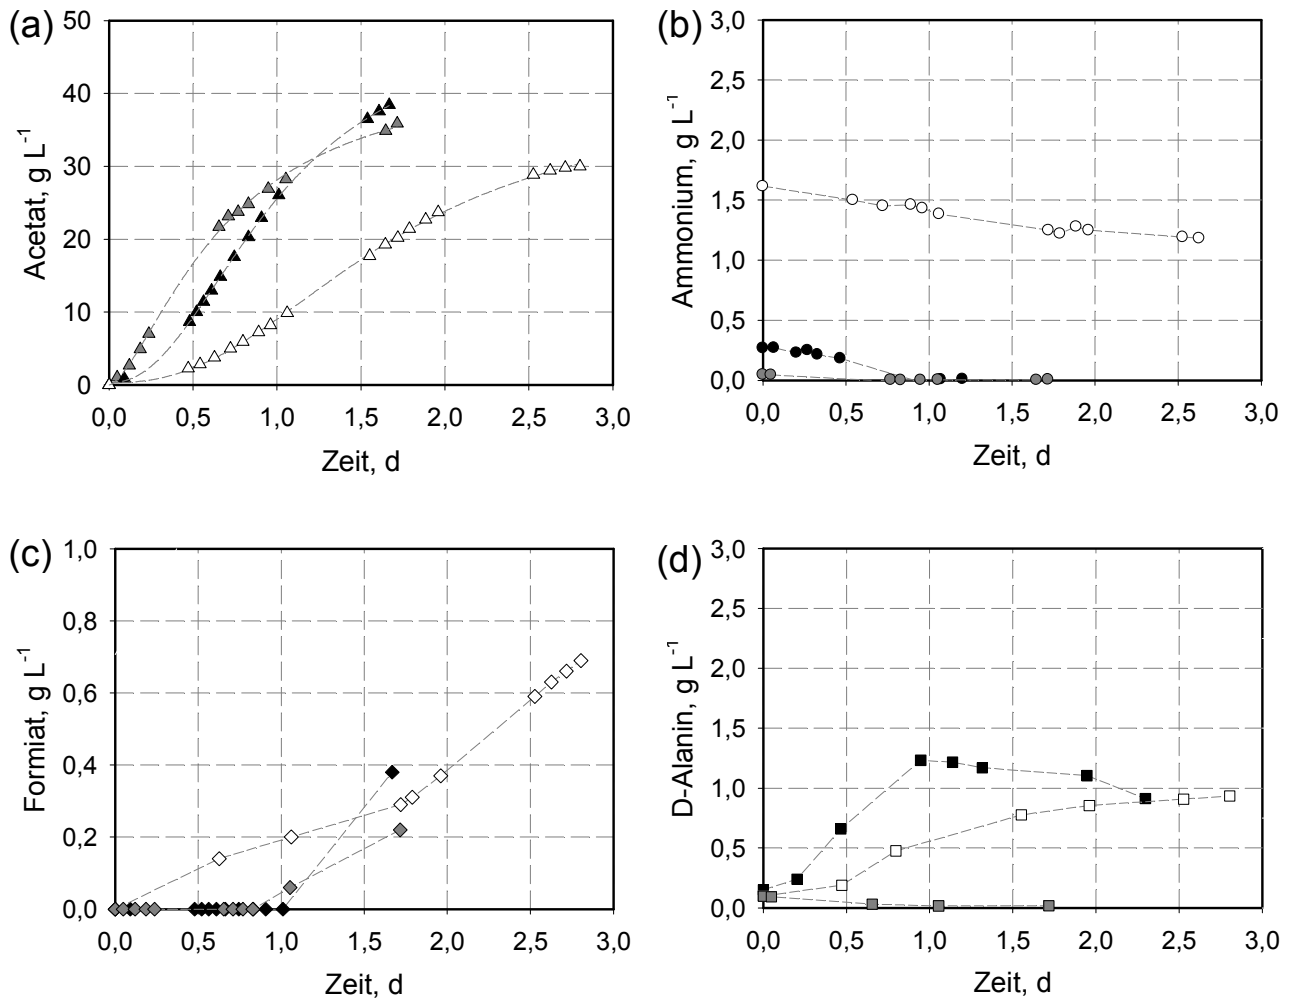 (a)
50
40
30
20
10
0
Acetat, g L⁻¹
0,0 0,5 1,0 1,5 2,0 2,5 3,0
Zeit, d
(b)
3,0
2,5
2,0
1,5
1,0
0,5
0,0
Ammonium, g L⁻¹
0,0 0,5 1,0 1,5 2,0 2,5 3,0
Zeit, d
(c)
1,0
0,8
0,6
0,4
0,2
0,0
Formiat, g L⁻¹
0,0 0,5 1,0 1,5 2,0 2,5 3,0
Zeit, d
(d)
3,0
2,5
2,0
1,5
1,0
0,5
0,0
D-Alanin, g L⁻¹
0,0 0,5 1,0 1,5 2,0 2,5 3,0
Zeit, d